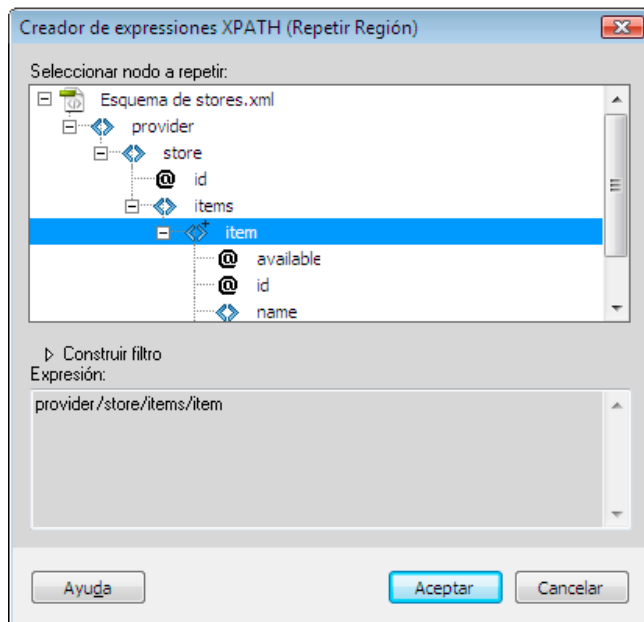 Creador de expresiones XPATH (Repetir Región)
Seleccionar nodo a repetir:
Esquema de stores.xml
provider
store
@ id
items
item
@ available
@ id
name
Construir filtro
Expresión:
provider/store/items/item
Ayuda
Aceptar
Cancelar